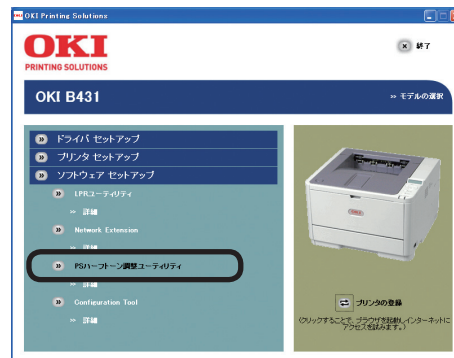 OKI Printing Solutions
OKI
PRINTING SOLUTIONS
終了
OKI B431
モデルの選択
ドライバ セットアップ
プリンタ セットアップ
ソフトウェア セットアップ
LPRユーティリティ
詳細
Network Extension
詳細
PSハーフトーン調整ユーティリティ
詳細
Configuration Tool
詳細
プリンタの登録
(クリックすることで、ブラウザを起動しインターネットに
アクセスを試みます。)